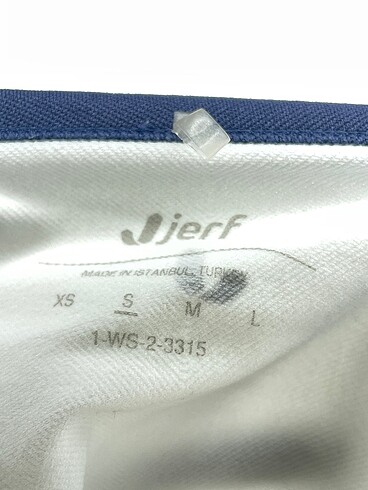 jerf
MADE IN ISTANBUL, TURKEY
XS S M L
1-WS-2-3315